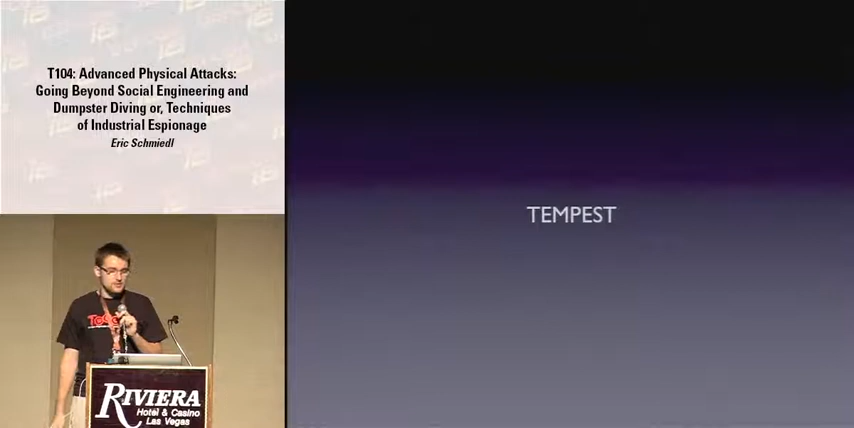 T104: Advanced Physical Attacks:
Going Beyond Social Engineering and
Dumpster Diving or, Techniques
of Industrial Espionage
Eric Schmiedl
TEMPEST
RIVIERA
Hotel & Casino
Las Vegas